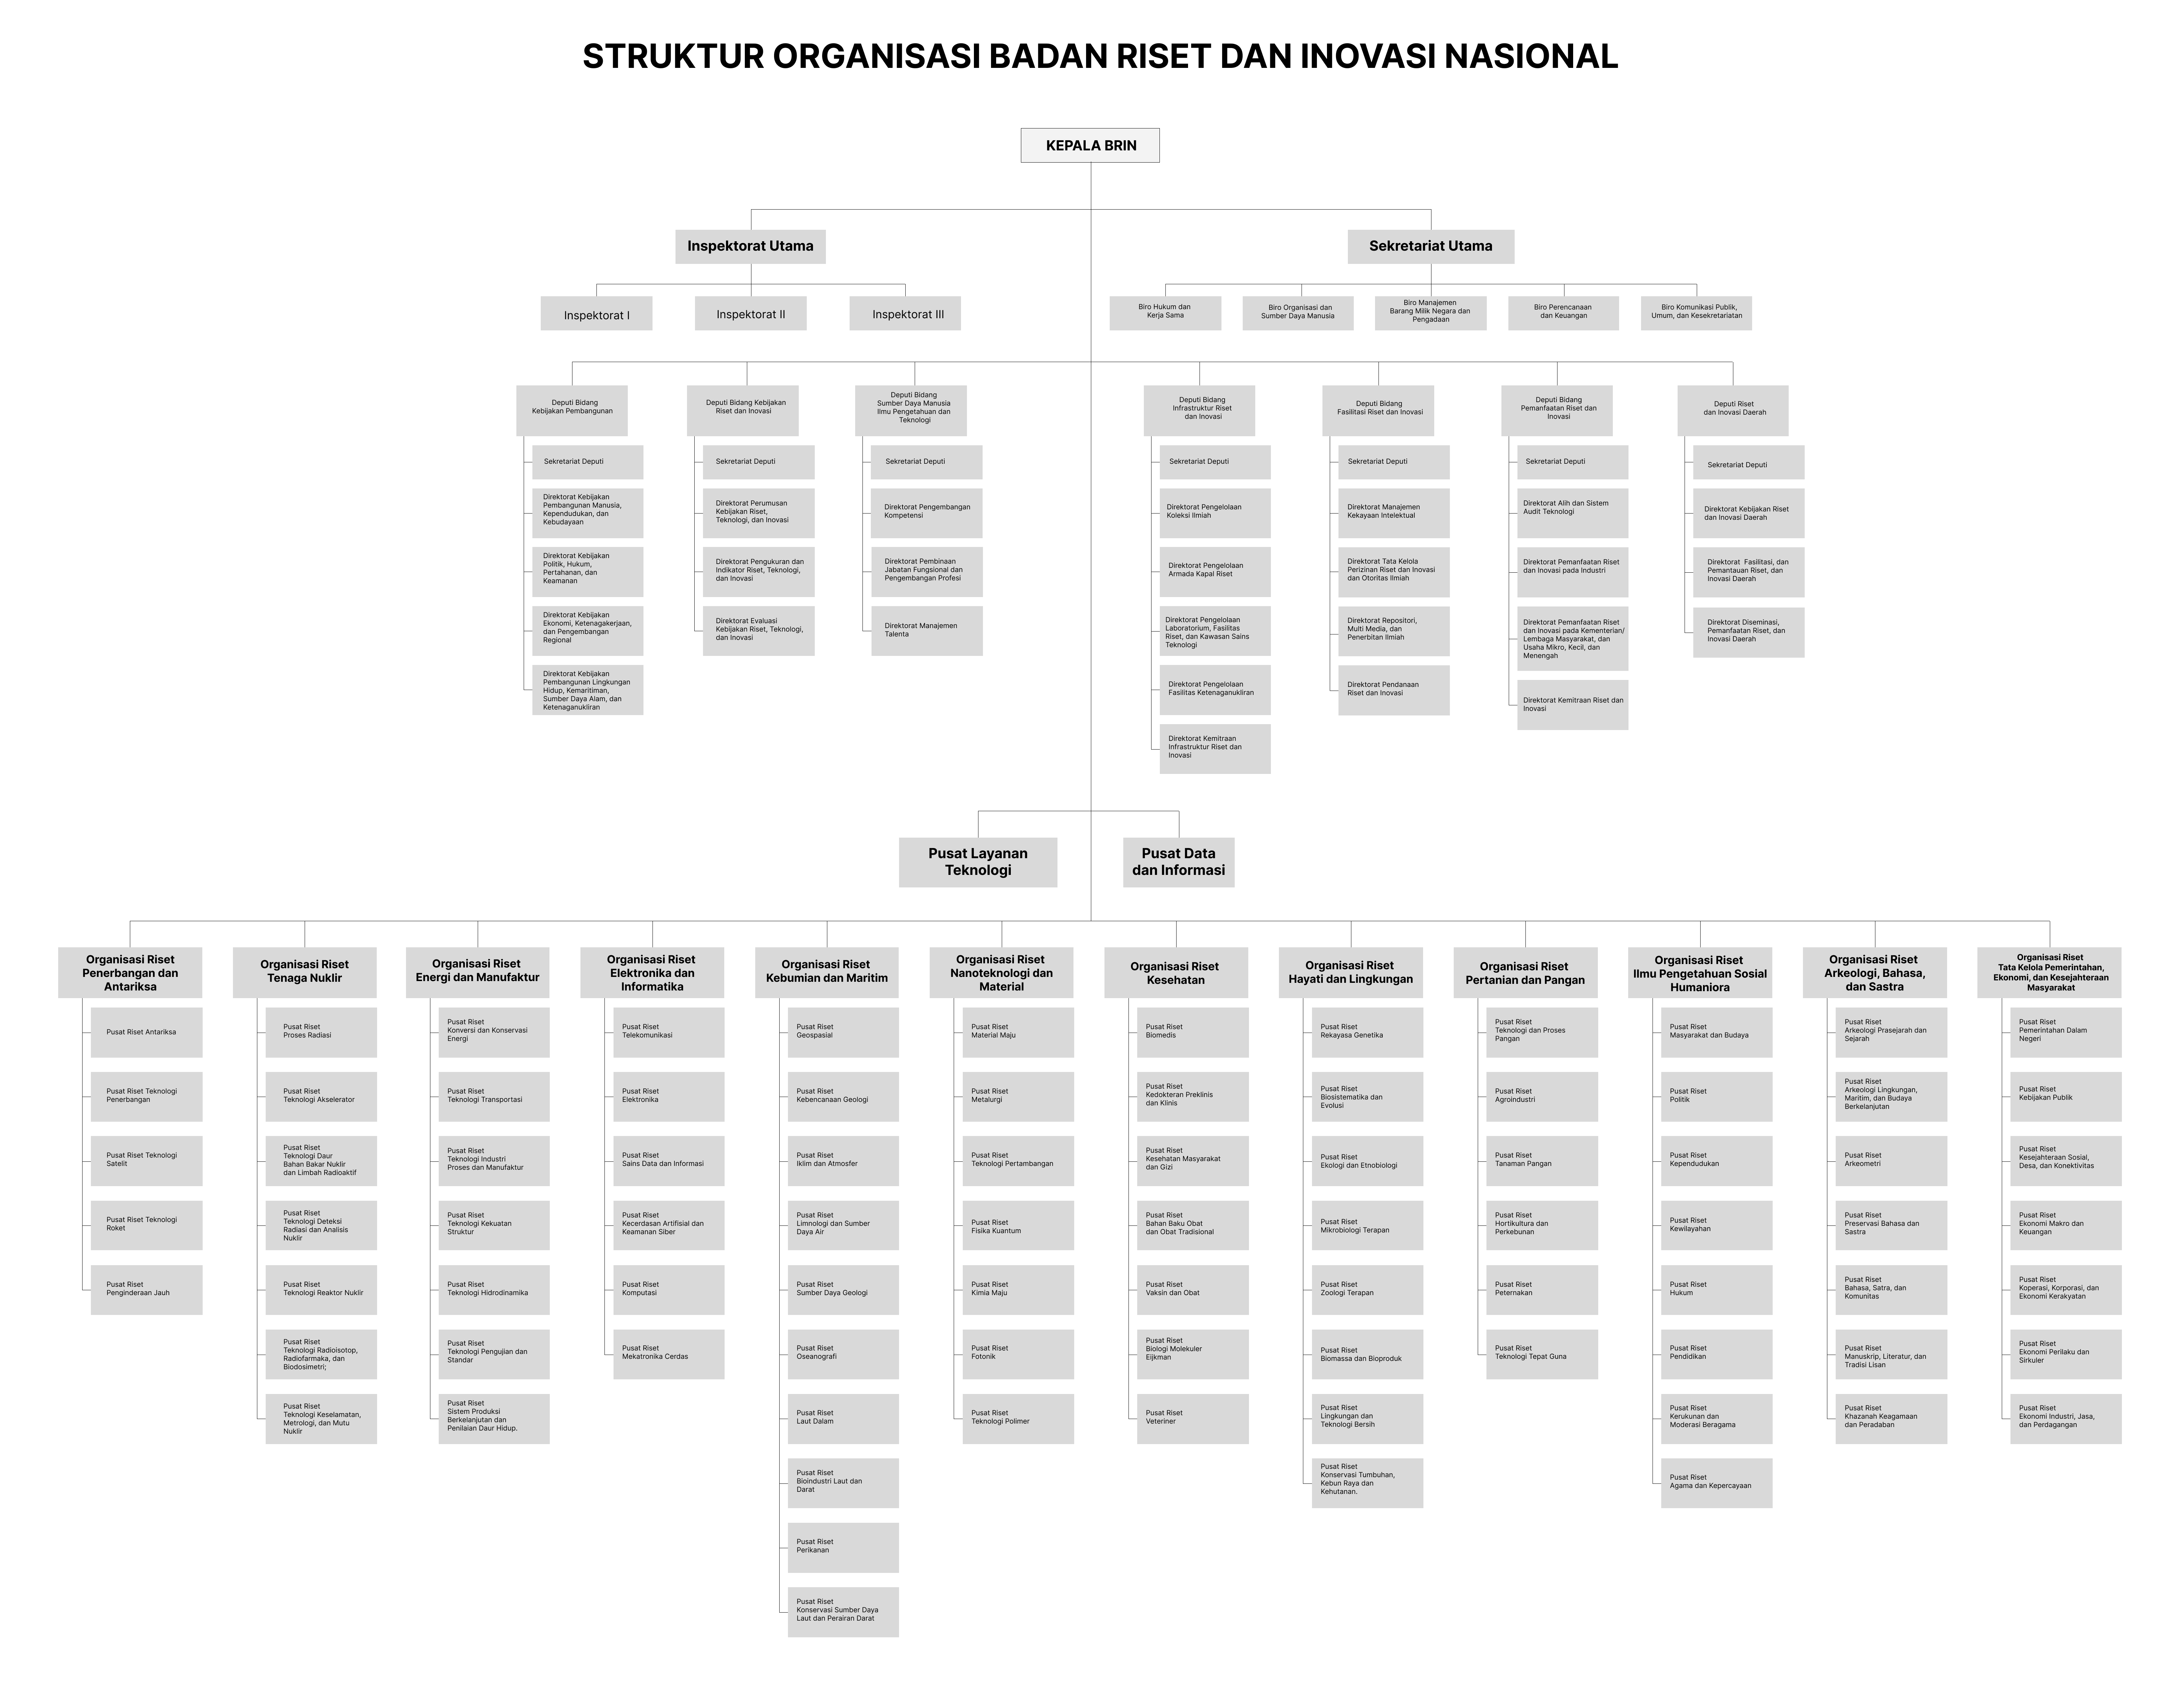 STRUKTUR ORGANISASI BADAN RISET DAN INOVASI NASIONAL
KEPALA BRIN
Inspektorat Utama
Sekretariat Utama
Inspektorat I
Inspektorat II
Inspektorat III
Biro Hukum dan
Kerja Sama
Biro Organisasi dan
Sumber Daya Manusia
Biro Manajemen
Barang Milik Negara dan
Pengadaan
Biro Perencanaan
dan Keuangan
Biro Komunikasi Publik,
Umum, dan Kesekretariatan
Deputi Bidang
Kebijakan Pembangunan
Sekretariat Deputi
Direktorat Kebijakan
Pembangunan Manusia,
Kependudukan, dan
Kebudayaan
Direktorat Kebijakan
Politik, Hukum,
Pertahanan, dan
Keamanan
Direktorat Kebijakan
Ekonomi, Ketenagakerjaan,
dan Pengembangan
Regional
Direktorat Kebijakan
Pembangunan Lingkungan
Hidup, Kemaritiman,
Sumber Daya Alam, dan
Ketenaganukliran
Deputi Bidang Kebijakan
Riset dan Inovasi
Sekretariat Deputi
Direktorat Perumusan
Kebijakan Riset,
Teknologi, dan Inovasi
Direktorat Pengukuran dan
Indikator Riset, Teknologi,
dan Inovasi
Direktorat Evaluasi
Kebijakan Riset, Teknologi,
dan Inovasi
Deputi Bidang
Sumber Daya Manusia
Ilmu Pengetahuan dan
Teknologi
Sekretariat Deputi
Direktorat Pengembangan
Kompetensi
Direktorat Pembinaan
Jabatan Fungsional dan
Pengembangan Profesi
Direktorat Manajemen
Talenta
Deputi Bidang
Infrastruktur Riset
dan Inovasi
Sekretariat Deputi
Direktorat Pengelolaan
Koleksi Ilmiah
Direktorat Pengelolaan
Armada Kapal Riset
Direktorat Pengelolaan
Laboratorium, Fasilitas
Riset, dan Kawasan Sains
Teknologi
Direktorat Pengelolaan
Fasilitas Ketenaganukliran
Direktorat Kemitraan
Infrastruktur Riset dan
Inovasi
Deputi Bidang
Fasilitasi Riset dan Inovasi
Sekretariat Deputi
Direktorat Manajemen
Kekayaan Intelektual
Direktorat Tata Kelola
Perizinan Riset dan Inovasi
dan Otoritas Ilmiah
Direktorat Repositori,
Multi Media, dan
Penerbitan Ilmiah
Direktorat Pendanaan
Riset dan Inovasi
Deputi Bidang
Pemanfaatan Riset dan
Inovasi
Sekretariat Deputi
Direktorat Alih dan Sistem
Audit Teknologi
Direktorat Pemanfaatan Riset
dan Inovasi pada Industri
Direktorat Pemanfaatan Riset
dan Inovasi pada Kementerian/
Lembaga Masyarakat, dan
Usaha Mikro, Kecil, dan
Menengah
Direktorat Kemitraan Riset dan
Inovasi
Deputi Riset
dan Inovasi Daerah
Sekretariat Deputi
Direktorat Kebijakan Riset
dan Inovasi Daerah
Direktorat  Fasilitasi, dan
Pemantauan Riset, dan
Inovasi Daerah
Direktorat Diseminasi,
Pemanfaatan Riset, dan
Inovasi Daerah
Pusat Layanan
Teknologi
Pusat Data
dan Informasi
Organisasi Riset
Penerbangan dan
Antariksa
Pusat Riset Antariksa
Pusat Riset Teknologi
Penerbangan
Pusat Riset Teknologi
Satelit
Pusat Riset Teknologi
Roket
Pusat Riset
Penginderaan Jauh
Organisasi Riset
Tenaga Nuklir
Pusat Riset
Proses Radiasi
Pusat Riset
Teknologi Akselerator
Pusat Riset
Teknologi Daur
Bahan Bakar Nuklir
dan Limbah Radioaktif
Pusat Riset
Teknologi Deteksi
Radiasi dan Analisis
Nuklir
Pusat Riset
Teknologi Reaktor Nuklir
Pusat Riset
Teknologi Radioisotop,
Radiofarmaka, dan
Biodosimetri;
Pusat Riset
Teknologi Keselamatan,
Metrologi, dan Mutu
Nuklir
Organisasi Riset
Energi dan Manufaktur
Pusat Riset
Konversi dan Konservasi
Energi
Pusat Riset
Teknologi Transportasi
Pusat Riset
Teknologi Industri
Proses dan Manufaktur
Pusat Riset
Teknologi Kekuatan
Struktur
Pusat Riset
Teknologi Hidrodinamika
Pusat Riset
Teknologi Pengujian dan
Standar
Pusat Riset
Sistem Produksi
Berkelanjutan dan
Penilaian Daur Hidup.
Organisasi Riset
Elektronika dan
Informatika
Pusat Riset
Telekomunikasi
Pusat Riset
Elektronika
Pusat Riset
Sains Data dan Informasi
Pusat Riset
Kecerdasan Artifisial dan
Keamanan Siber
Pusat Riset
Komputasi
Pusat Riset
Mekatronika Cerdas
Organisasi Riset
Kebumian dan Maritim
Pusat Riset
Geospasial
Pusat Riset
Kebencanaan Geologi
Pusat Riset
Iklim dan Atmosfer
Pusat Riset
Limnologi dan Sumber
Daya Air
Pusat Riset
Sumber Daya Geologi
Pusat Riset
Oseanografi
Pusat Riset
Laut Dalam
Pusat Riset
Bioindustri Laut dan
Darat
Pusat Riset
Perikanan
Pusat Riset
Konservasi Sumber Daya
Laut dan Perairan Darat
Organisasi Riset
Nanoteknologi dan
Material
Pusat Riset
Material Maju
Pusat Riset
Metalurgi
Pusat Riset
Teknologi Pertambangan
Pusat Riset
Fisika Kuantum
Pusat Riset
Kimia Maju
Pusat Riset
Fotonik
Pusat Riset
Teknologi Polimer
Organisasi Riset
Kesehatan
Pusat Riset
Biomedis
Pusat Riset
Kedokteran Preklinis
dan Klinis
Pusat Riset
Kesehatan Masyarakat
dan Gizi
Pusat Riset
Bahan Baku Obat
dan Obat Tradisional
Pusat Riset
Vaksin dan Obat
Pusat Riset
Biologi Molekuler
Eijkman
Pusat Riset
Veteriner
Organisasi Riset
Hayati dan Lingkungan
Pusat Riset
Rekayasa Genetika
Pusat Riset
Biosistematika dan
Evolusi
Pusat Riset
Ekologi dan Etnobiologi
Pusat Riset
Mikrobiologi Terapan
Pusat Riset
Zoologi Terapan
Pusat Riset
Biomassa dan Bioproduk
Pusat Riset
Lingkungan dan
Teknologi Bersih
Pusat Riset
Konservasi Tumbuhan,
Kebun Raya dan
Kehutanan.
Organisasi Riset
Pertanian dan Pangan
Pusat Riset
Teknologi dan Proses
Pangan
Pusat Riset
Agroindustri
Pusat Riset
Tanaman Pangan
Pusat Riset
Hortikultura dan
Perkebunan
Pusat Riset
Peternakan
Pusat Riset
Teknologi Tepat Guna
Organisasi Riset
Ilmu Pengetahuan Sosial
Humaniora
Pusat Riset
Masyarakat dan Budaya
Pusat Riset
Politik
Pusat Riset
Kependudukan
Pusat Riset
Kewilayahan
Pusat Riset
Hukum
Pusat Riset
Pendidikan
Pusat Riset
Kerukunan dan
Moderasi Beragama
Pusat Riset
Agama dan Kepercayaan
Organisasi Riset
Arkeologi, Bahasa,
dan Sastra
Pusat Riset
Arkeologi Prasejarah dan
Sejarah
Pusat Riset
Arkeologi Lingkungan,
Maritim, dan Budaya
Berkelanjutan
Pusat Riset
Arkeometri
Pusat Riset
Preservasi Bahasa dan
Sastra
Pusat Riset
Bahasa, Satra, dan
Komunitas
Pusat Riset
Manuskrip, Literatur, dan
Tradisi Lisan
Pusat Riset
Khazanah Keagamaan
dan Peradaban
Organisasi Riset
Tata Kelola Pemerintahan,
Ekonomi, dan Kesejahteraan
Masyarakat
Pusat Riset
Pemerintahan Dalam
Negeri
Pusat Riset
Kebijakan Publik
Pusat Riset
Kesejahteraan Sosial,
Desa, dan Konektivitas
Pusat Riset
Ekonomi Makro dan
Keuangan
Pusat Riset
Koperasi, Korporasi, dan
Ekonomi Kerakyatan
Pusat Riset
Ekonomi Perilaku dan
Sirkuler
Pusat Riset
Ekonomi Industri, Jasa,
dan Perdagangan